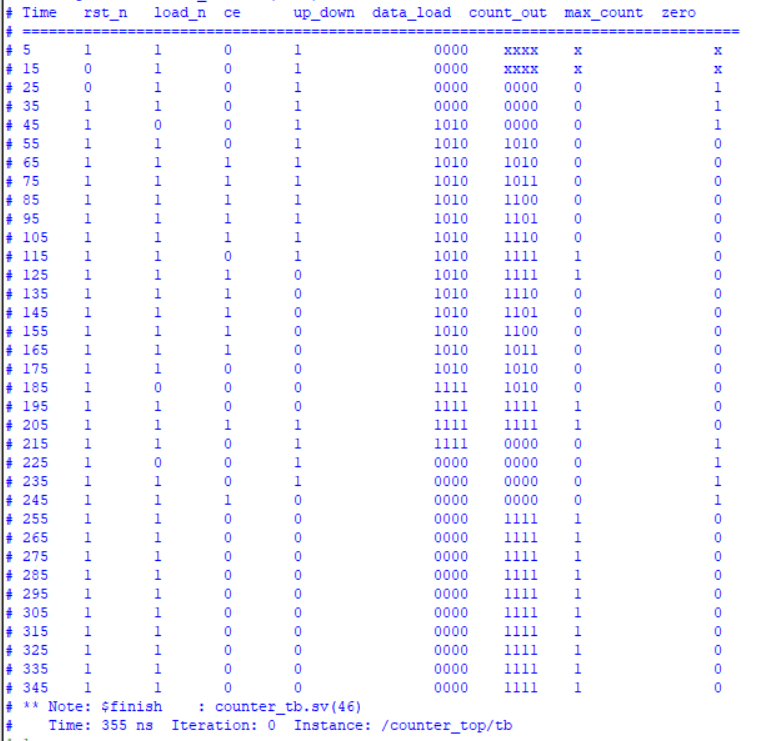 # Time rst_n load_n ce up_down data_load count_out max_count zero
# ================================================================================
# 5 1 1 0 1 0000 xxxx x x
# 15 0 1 0 1 0000 xxxx x x
# 25 0 1 0 1 0000 0000 0 1
# 35 1 1 0 1 0000 0000 0 1
# 45 1 0 0 1 1010 0000 0 1
# 55 1 1 0 1 1010 1010 0 0
# 65 1 1 1 1 1010 1010 0 0
# 75 1 1 1 1 1010 1011 0 0
# 85 1 1 1 1 1010 1100 0 0
# 95 1 1 1 1 1010 1101 0 0
# 105 1 1 1 1 1010 1110 0 0
# 115 1 1 0 1 1010 1111 1 0
# 125 1 1 1 0 1010 1111 1 0
# 135 1 1 1 0 1010 1110 0 0
# 145 1 1 1 0 1010 1101 0 0
# 155 1 1 1 0 1010 1100 0 0
# 165 1 1 1 0 1010 1011 0 0
# 175 1 1 0 0 1010 1010 0 0
# 185 1 0 0 0 1111 1010 0 0
# 195 1 1 0 0 1111 1111 1 0
# 205 1 1 1 1 1111 1111 1 0
# 215 1 1 0 1 1111 0000 0 1
# 225 1 0 0 1 0000 0000 0 1
# 235 1 1 0 1 0000 0000 0 1
# 245 1 1 1 0 0000 0000 0 1
# 255 1 1 0 0 0000 1111 1 0
# 265 1 1 0 0 0000 1111 1 0
# 275 1 1 0 0 0000 1111 1 0
# 285 1 1 0 0 0000 1111 1 0
# 295 1 1 0 0 0000 1111 1 0
# 305 1 1 0 0 0000 1111 1 0
# 315 1 1 0 0 0000 1111 1 0
# 325 1 1 0 0 0000 1111 1 0
# 335 1 1 0 0 0000 1111 1 0
# 345 1 1 0 0 0000 1111 1 0
# ** Note: $finish : counter_tb.sv(46)
# Time: 355 ns Iteration: 0 Instance: /counter_top/tb